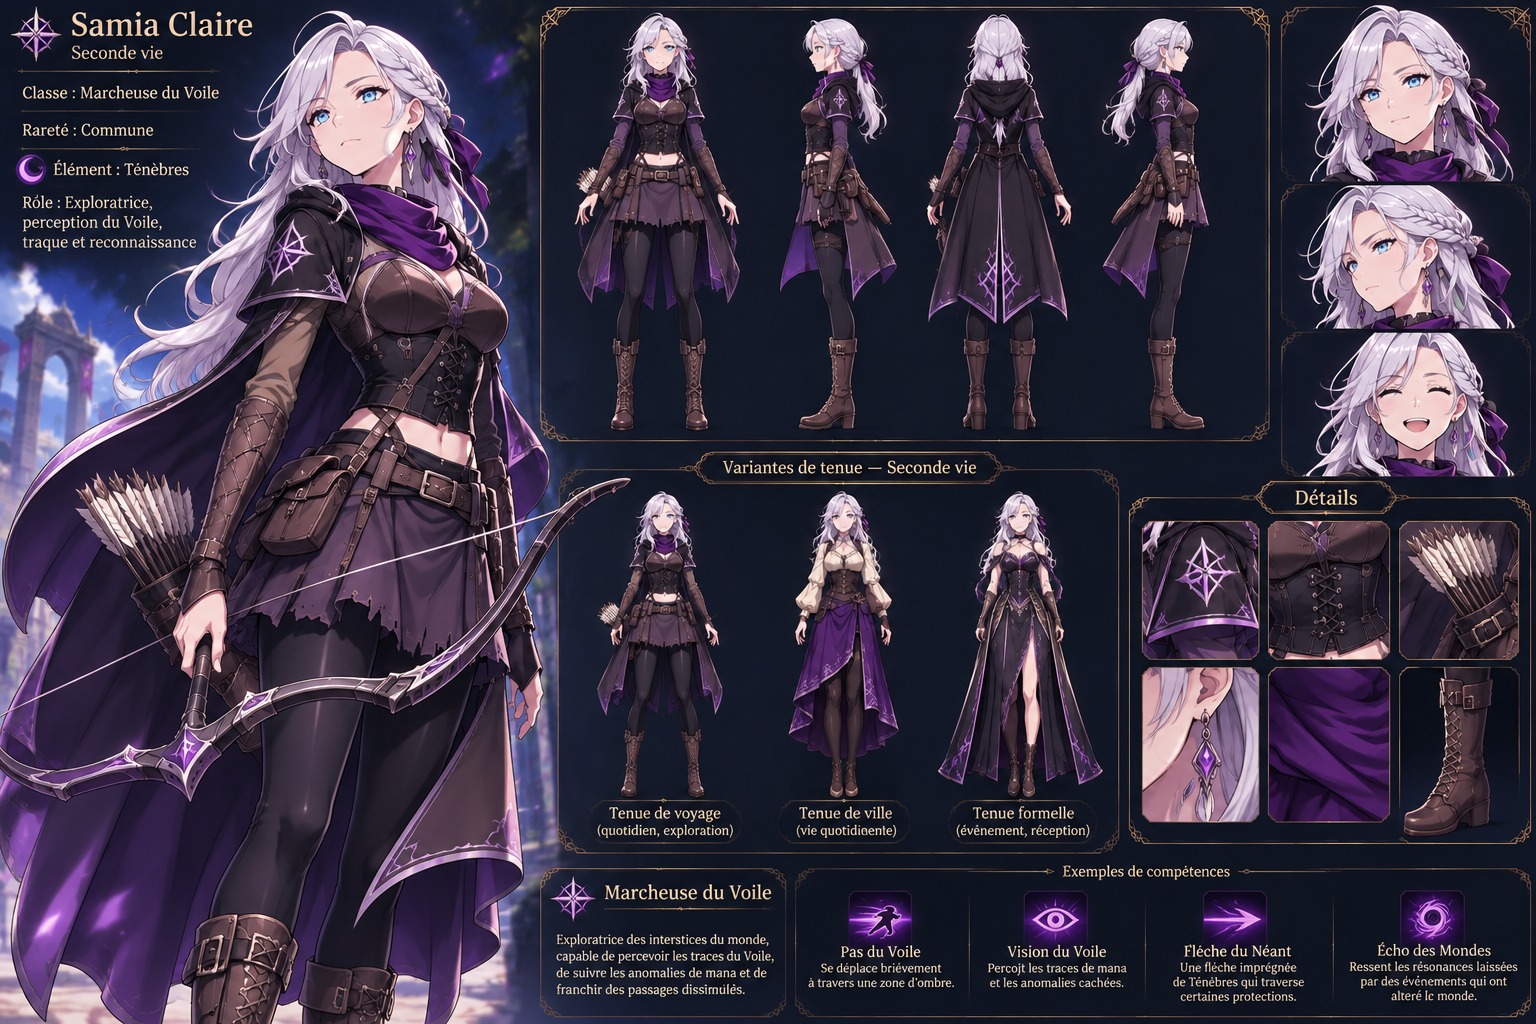 Samia Claire
Seconde vie
Classe : Marcheuse du Voile
Rareté : Commune
Élément : Ténèbres
Rôle : Exploratrice,
perception du Voile,
traque et reconnaissance
Variantes de tenue — Seconde vie
Tenue de voyage
(quotidien, exploration)
Tenue de ville
(vie quotidiente)
Tenue formelle
(événement, réception)
Détails
Marcheuse du Voile
Exploratrice des interstices du monde,
capable de percevoir les traces du Voile,
de suivre les anomalies de mana et de
franchir des passages dissimulés.
Exemples de compétences
Pas du Voile
Se déplace brièvement
à travers une zone d'ombre.
Vision du Voile
Perçoit les traces de mana
et les anomalies cachées.
Flèche du Néant
Une flèche imprégnée
de Ténèbres qui traverse
certaines protections.
Écho des Mondes
Ressent les résonances laissées
par des événements qui ont
altéré le monde.